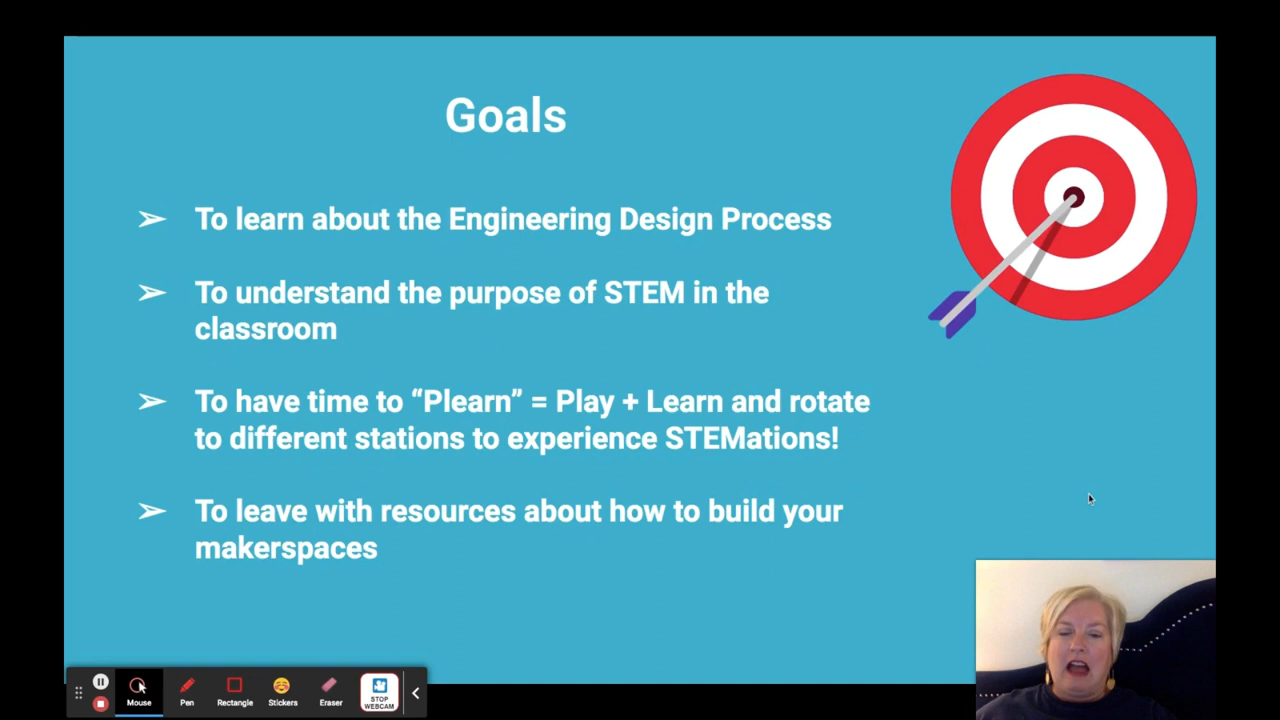 Goals
➢ To learn about the Engineering Design Process
➢ To understand the purpose of STEM in the
classroom
➢ To have time to “Plearn” = Play + Learn and rotate
to different stations to experience STEMations!
➢ To leave with resources about how to build your
makerspaces
Mouse
Pen
Rectangle
Stickers
Eraser
STOP
WEBCAM